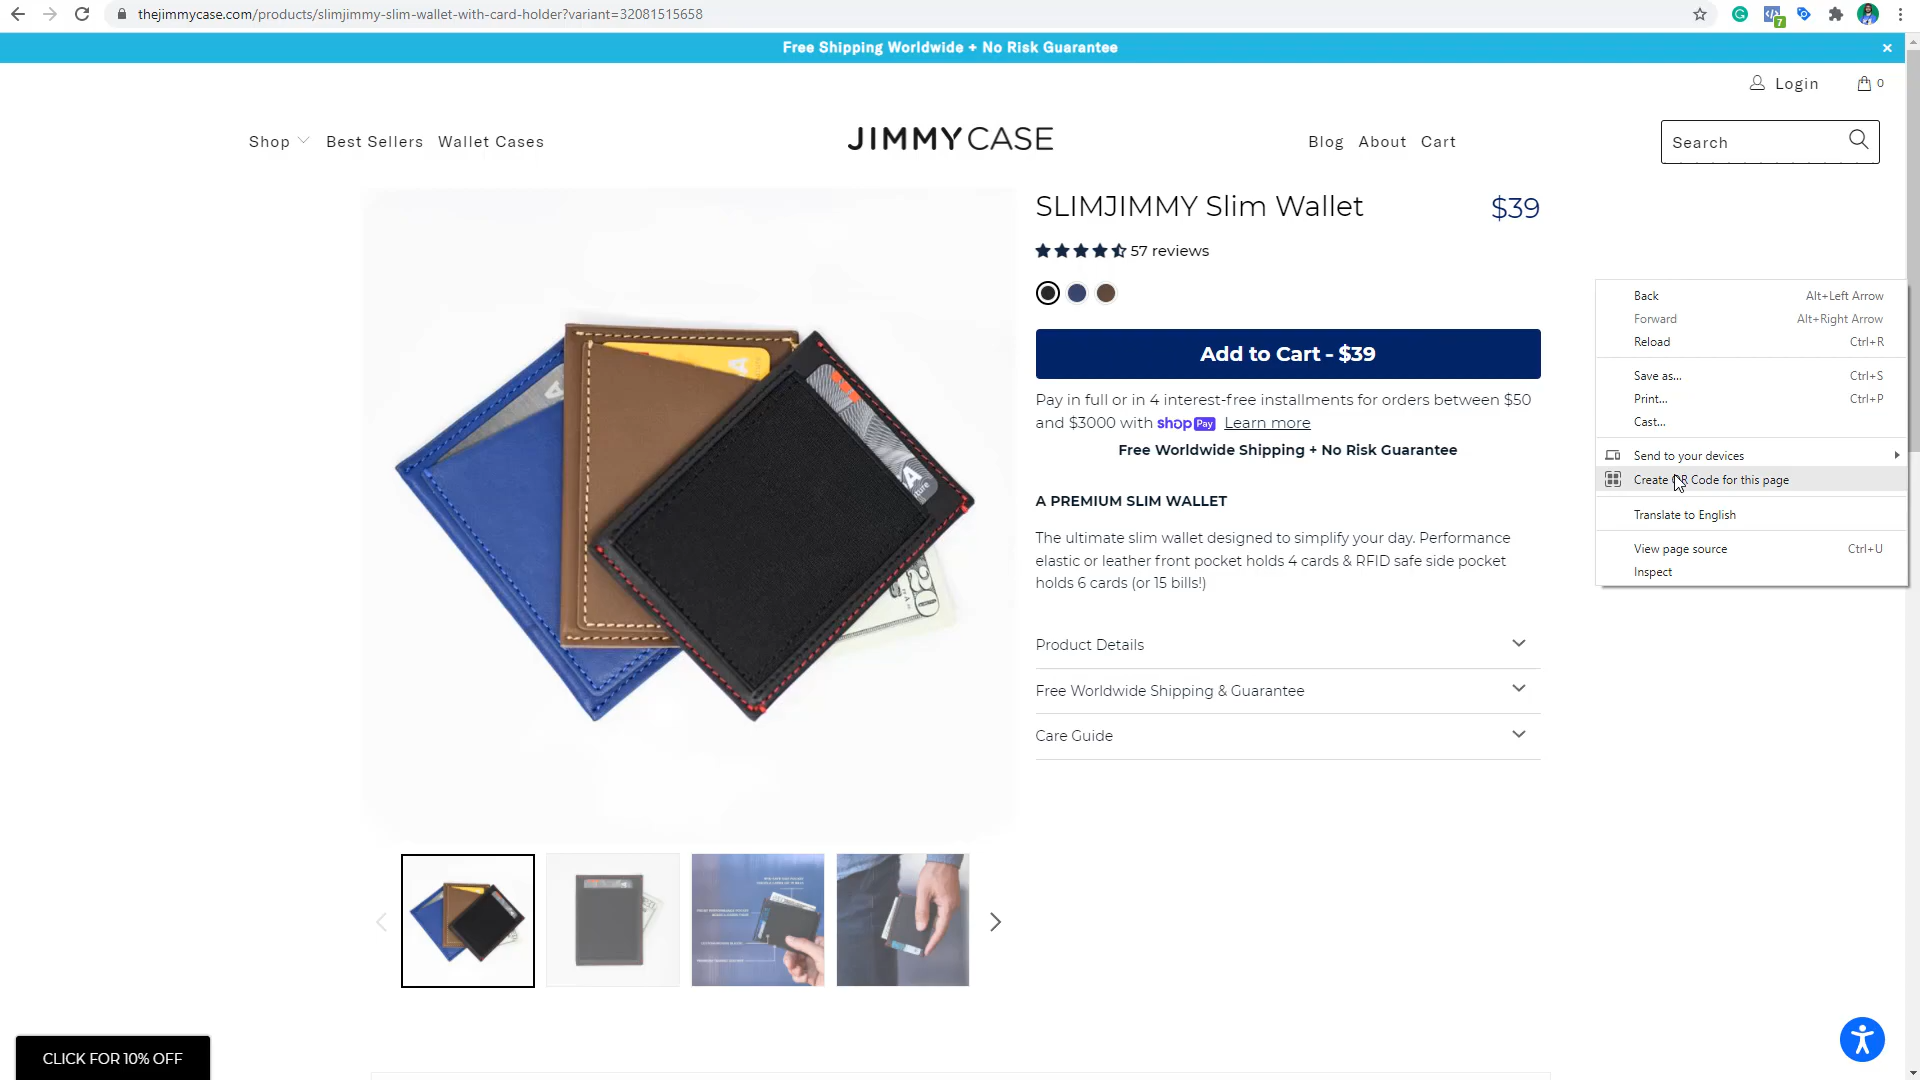 thejimmycase.com/products/slimjimmy-slim-wallet-with-card-holder?variant=32081515658
7
Free Shipping Worldwide + No Risk Guarantee
Login
0
Shop
Best Sellers
Wallet Cases
JIMMYCASE
Blog
About
Cart
Search
SLIMJIMMY Slim Wallet
$39
57 reviews
Add to Cart - $39
Pay in full or in 4 interest-free installments for orders between $50
and $3000 with shop Pay Learn more
Free Worldwide Shipping + No Risk Guarantee
A PREMIUM SLIM WALLET
The ultimate slim wallet designed to simplify your day. Performance
elastic or leather front pocket holds 4 cards & RFID safe side pocket
holds 6 cards (or 15 bills!)
Product Details
Free Worldwide Shipping & Guarantee
Care Guide
Back Alt+Left Arrow
Forward Alt+Right Arrow
Reload Ctrl+R
Save as... Ctrl+S
Print... Ctrl+P
Cast...
Send to your devices
Create QR Code for this page
Translate to English
View page source Ctrl+U
Inspect
CLICK FOR 10% OFF